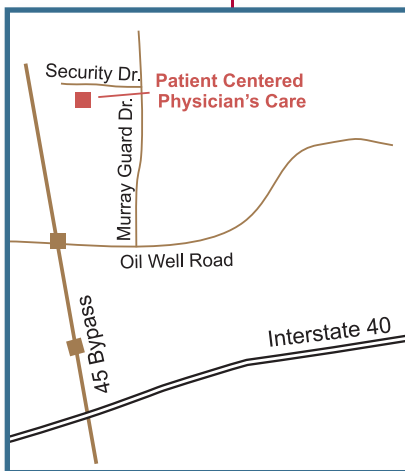 Security Dr.
Patient Centered
Physician's Care
Murray Guard Dr.
Oil Well Road
45 Bypass
Interstate 40